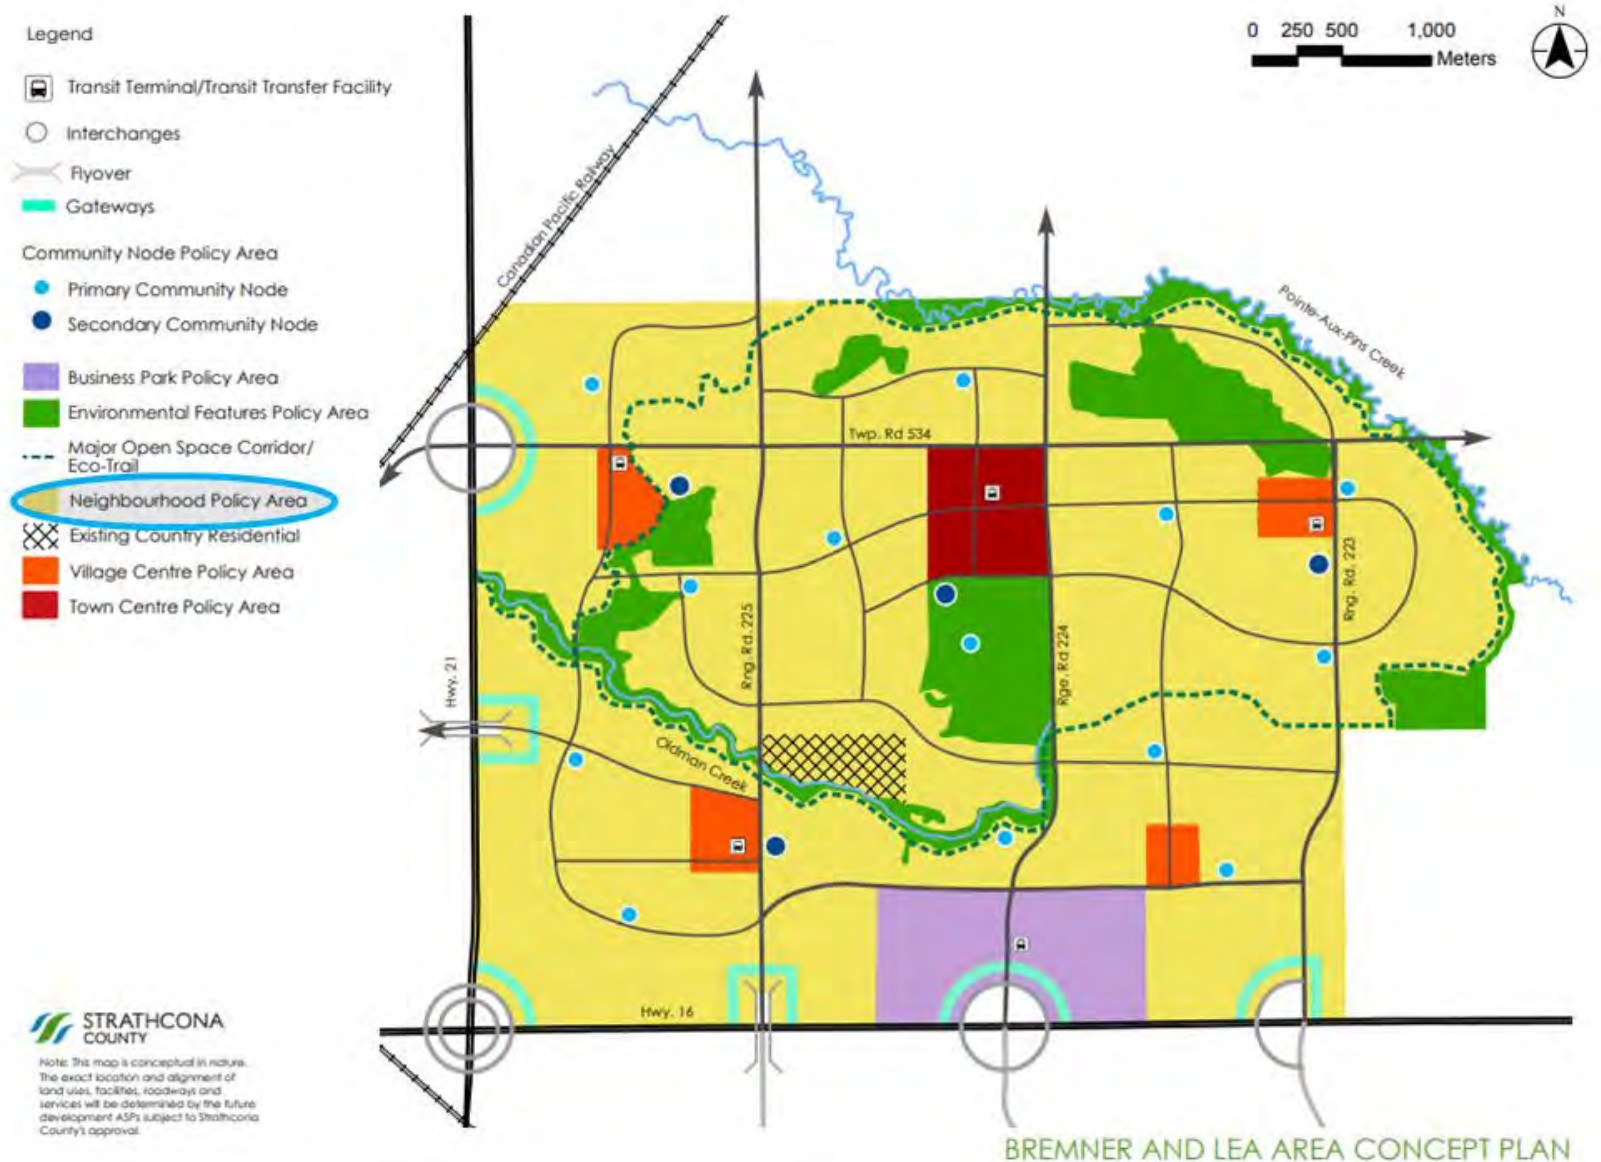 Legend
Transit Terminal/Transit Transfer Facility
Interchanges
Flyover
Gateways
Community Node Policy Area
Primary Community Node
Secondary Community Node
Business Park Policy Area
Environmental Features Policy Area
Major Open Space Corridor/
Eco-Trail
Neighbourhood Policy Area
Existing Country Residential
Village Centre Policy Area
Town Centre Policy Area
0 250 500 1,000
Meters
N
Canadian Pacific Railway
Pointe-Aux-Pins Creek
Twp. Rd 534
Rng. Rd. 223
Rng. Rd. 225
Rge. Rd 224
Hwy. 21
Oldman Creek
Hwy. 16
STRATHCONA
COUNTY
Note: This map is conceptual in nature.
The exact location and alignment of
land uses, facilities, roadways and
services will be determined by the future
development ASPs subject to Strathcona
County's approval.
BREMNER AND LEA AREA CONCEPT PLAN